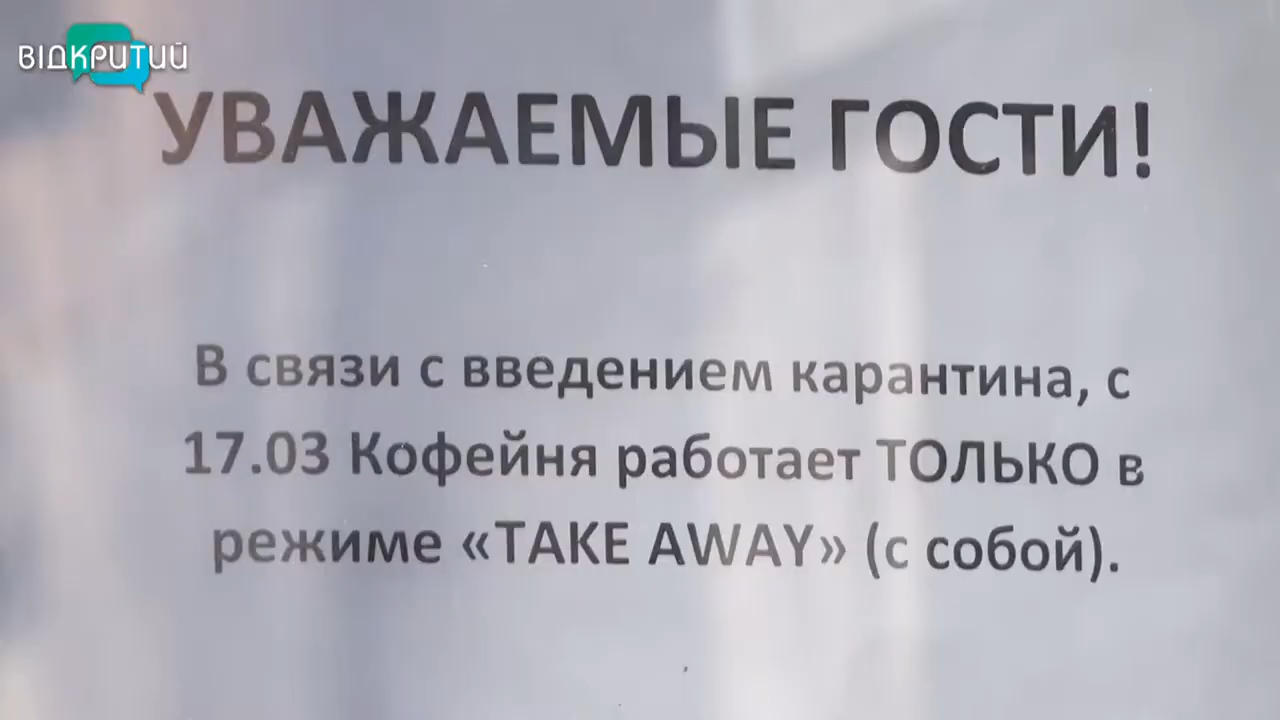 ВІДКРИТИЙ
УВАЖАЕМЫЕ ГОСТИ!
В связи с введением карантина, с
17.03 Кофейня работает ТОЛЬКО в
режиме «TAKE AWAY» (с собой).